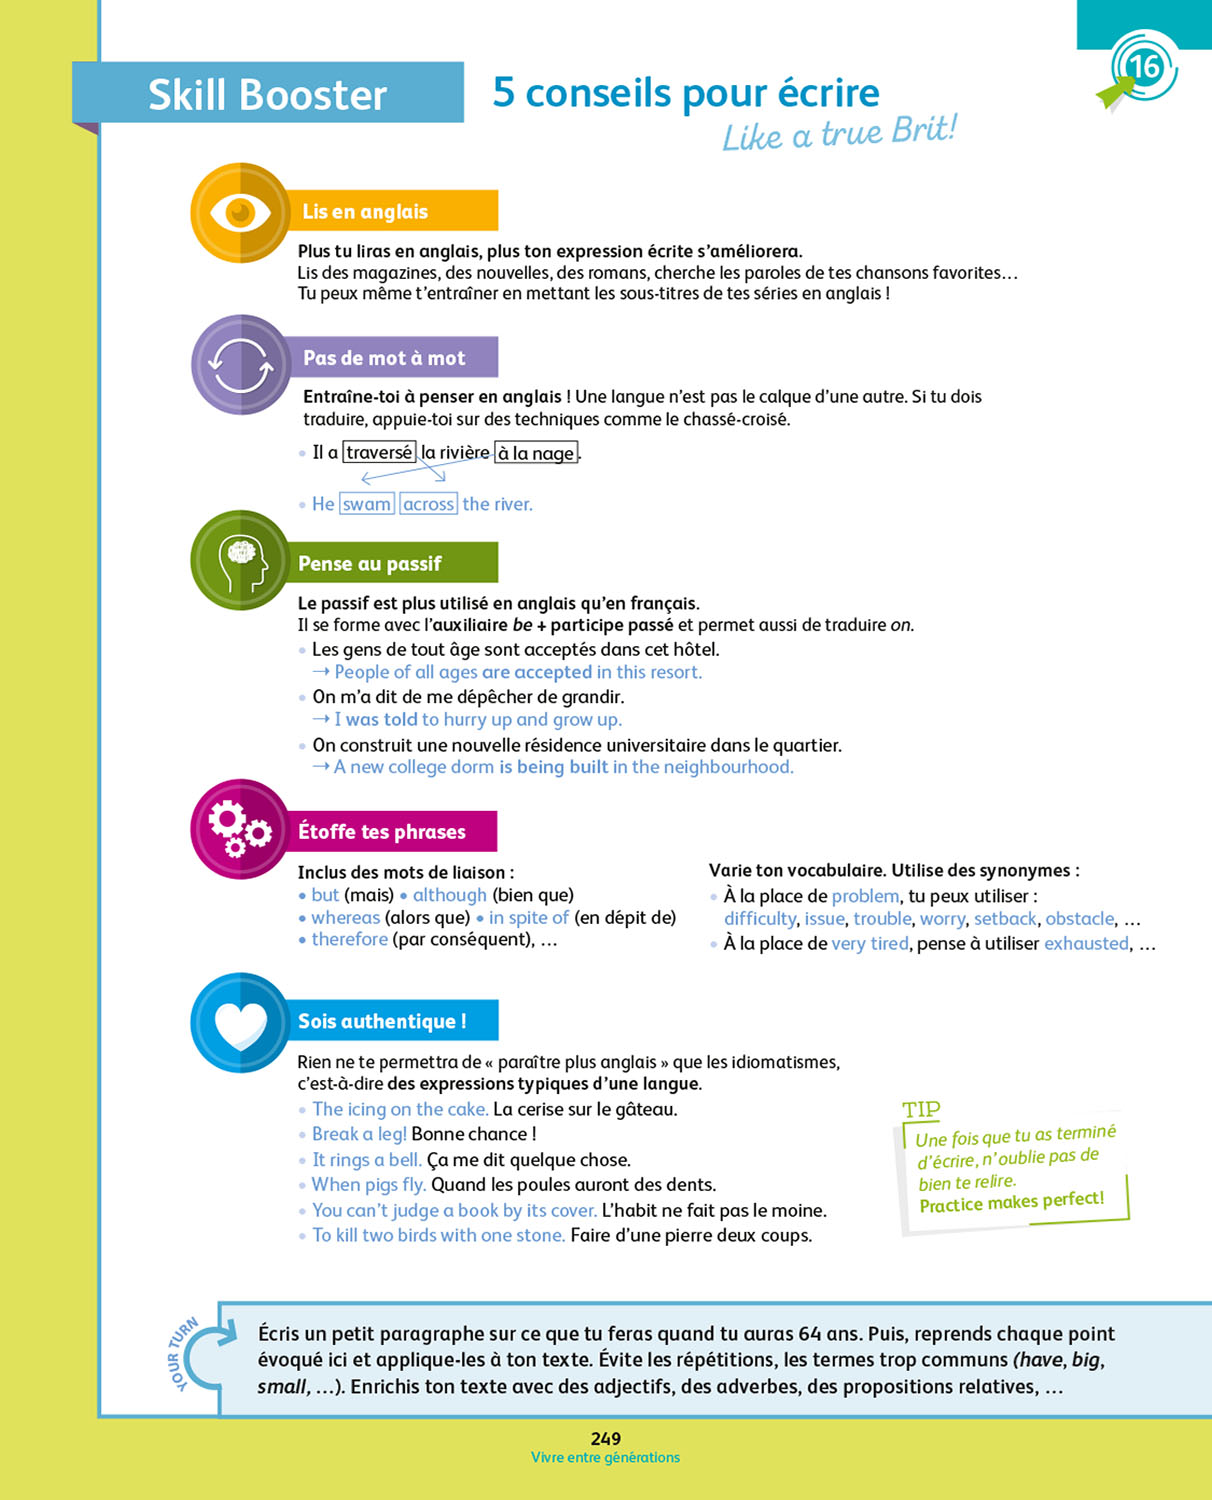 16
Skill Booster
5 conseils pour écrire
Like a true Brit!
Lis en anglais
Plus tu liras en anglais, plus ton expression écrite s'améliorera.
Lis des magazines, des nouvelles, des romans, cherche les paroles de tes chansons favorites…
Tu peux même t'entraîner en mettant les sous-titres de tes séries en anglais !
Pas de mot à mot
Entraîne-toi à penser en anglais ! Une langue n'est pas le calque d'une autre. Si tu dois
traduire, appuie-toi sur des techniques comme le chassé-croisé.
• Il a traversé la rivière à la nage.
• He swam across the river.
Pense au passif
Le passif est plus utilisé en anglais qu'en français.
Il se forme avec l'auxiliaire be + participe passé et permet aussi de traduire on.
• Les gens de tout âge sont acceptés dans cet hôtel.
→ People of all ages are accepted in this resort.
• On m'a dit de me dépêcher de grandir.
→ I was told to hurry up and grow up.
• On construit une nouvelle résidence universitaire dans le quartier.
→ A new college dorm is being built in the neighbourhood.
Étoffe tes phrases
Inclus des mots de liaison :
• but (mais) • although (bien que)
• whereas (alors que) • in spite of (en dépit de)
• therefore (par conséquent), …
Varie ton vocabulaire. Utilise des synonymes :
• À la place de problem, tu peux utiliser :
difficulty, issue, trouble, worry, setback, obstacle, …
• À la place de very tired, pense à utiliser exhausted, …
Sois authentique !
Rien ne te permettra de « paraître plus anglais » que les idiomatismes,
c'est-à-dire des expressions typiques d'une langue.
• The icing on the cake. La cerise sur le gâteau.
• Break a leg! Bonne chance !
• It rings a bell. Ça me dit quelque chose.
• When pigs fly. Quand les poules auront des dents.
• You can't judge a book by its cover. L'habit ne fait pas le moine.
• To kill two birds with one stone. Faire d'une pierre deux coups.
TIP
Une fois que tu as terminé
d'écrire, n'oublie pas de
bien te relire.
Practice makes perfect!
YOUR TURN
Écris un petit paragraphe sur ce que tu feras quand tu auras 64 ans. Puis, reprends chaque point
évoqué ici et applique-les à ton texte. Évite les répétitions, les termes trop communs (have, big,
small, …). Enrichis ton texte avec des adjectifs, des adverbes, des propositions relatives, …
249
Vivre entre générations